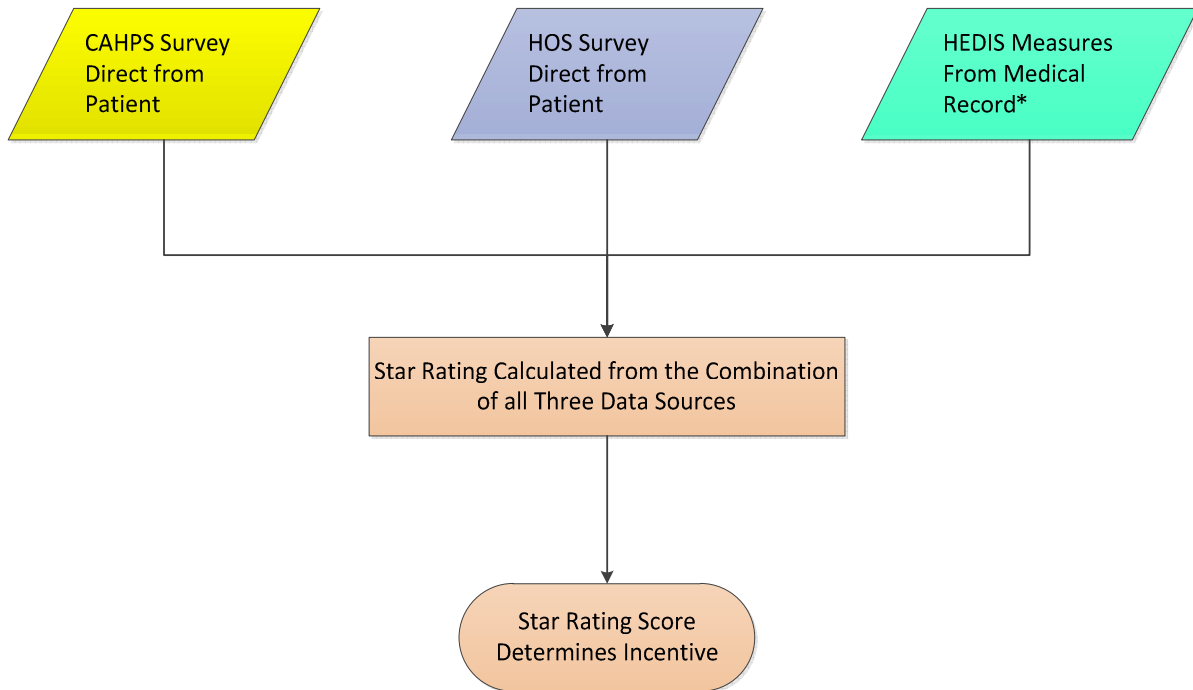 CAHPS Survey
Direct from
Patient
HOS Survey
Direct from
Patient
HEDIS Measures
From Medical
Record*
Star Rating Calculated from the Combination
of all Three Data Sources
Star Rating Score
Determines Incentive